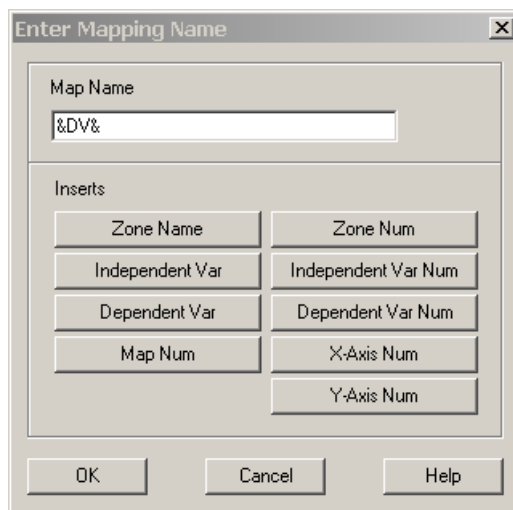 Enter Mapping Name
Map Name
&DV&
Inserts
Zone Name Zone Num
Independent Var Independent Var Num
Dependent Var Dependent Var Num
Map Num X-Axis Num
Y-Axis Num
OK Cancel Help